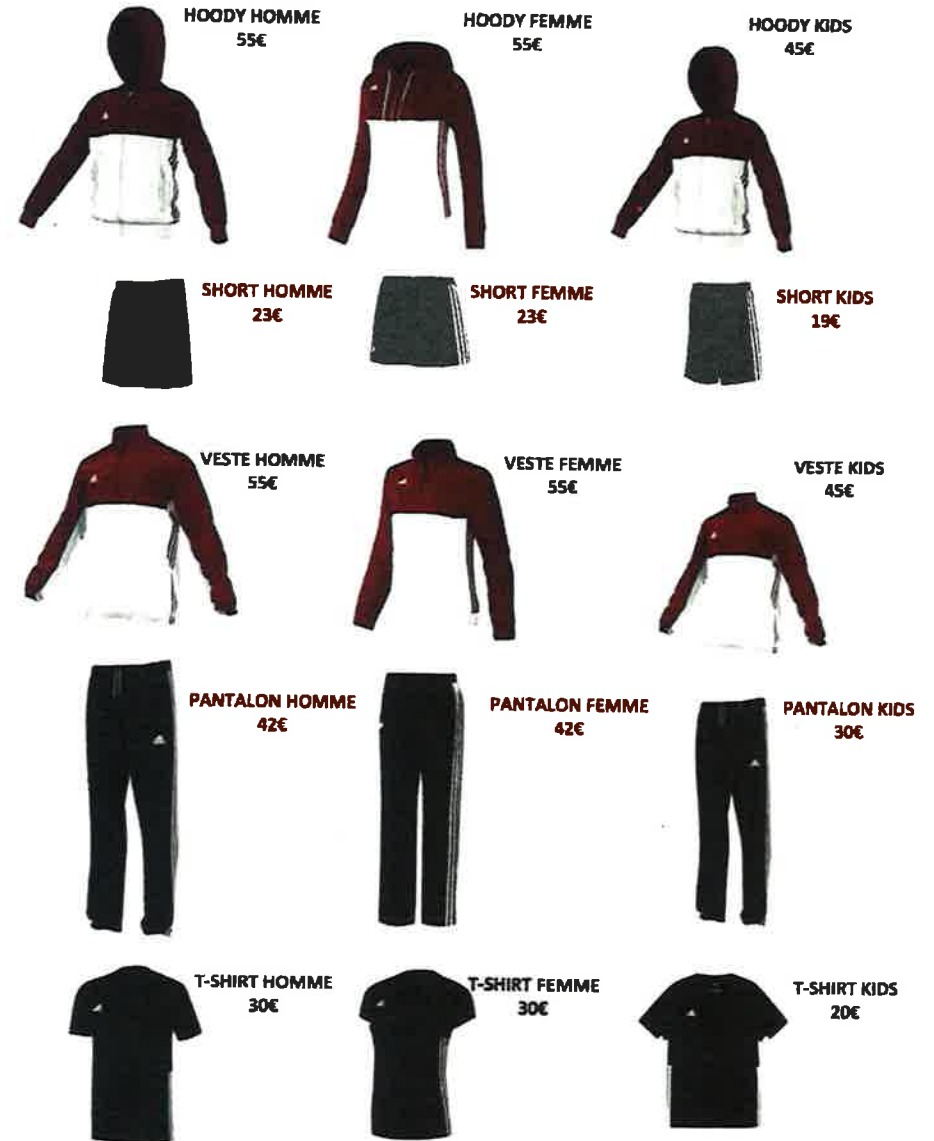 HOODY HOMME
55€
HOODY FEMME
55€
HOODY KIDS
45€
SHORT HOMME
23€
SHORT FEMME
23€
SHORT KIDS
19€
VESTE HOMME
55€
VESTE FEMME
55€
VESTE KIDS
45€
PANTALON HOMME
42€
PANTALON FEMME
42€
PANTALON KIDS
30€
T-SHIRT HOMME
30€
T-SHIRT FEMME
30€
T-SHIRT KIDS
20€